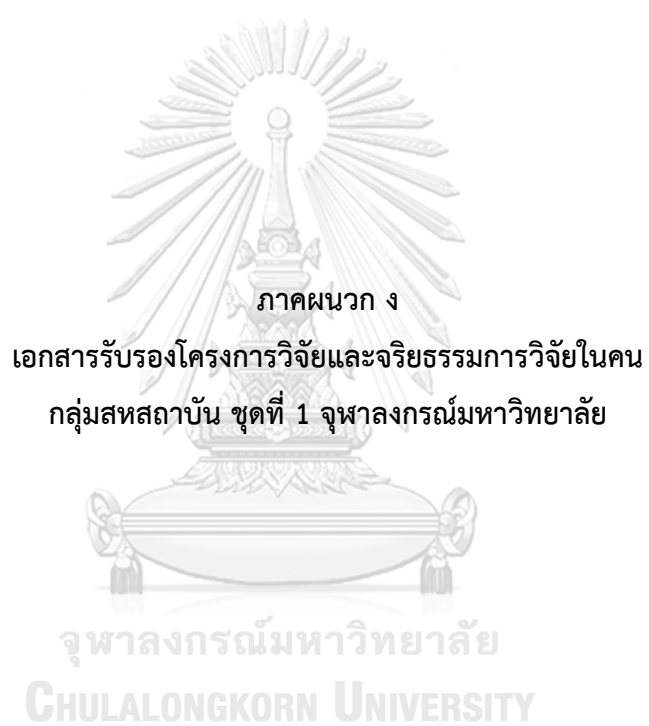 ภาคผนวก ง
เอกสารรับรองโครงการวิจัยและจริยธรรมการวิจัยในคน
กลุ่มสหสถาบัน ชุดที่ 1 จุฬาลงกรณ์มหาวิทยาลัย
จุฬาลงกรณ์มหาวิทยาลัย
CHULALONGKORN UNIVERSITY